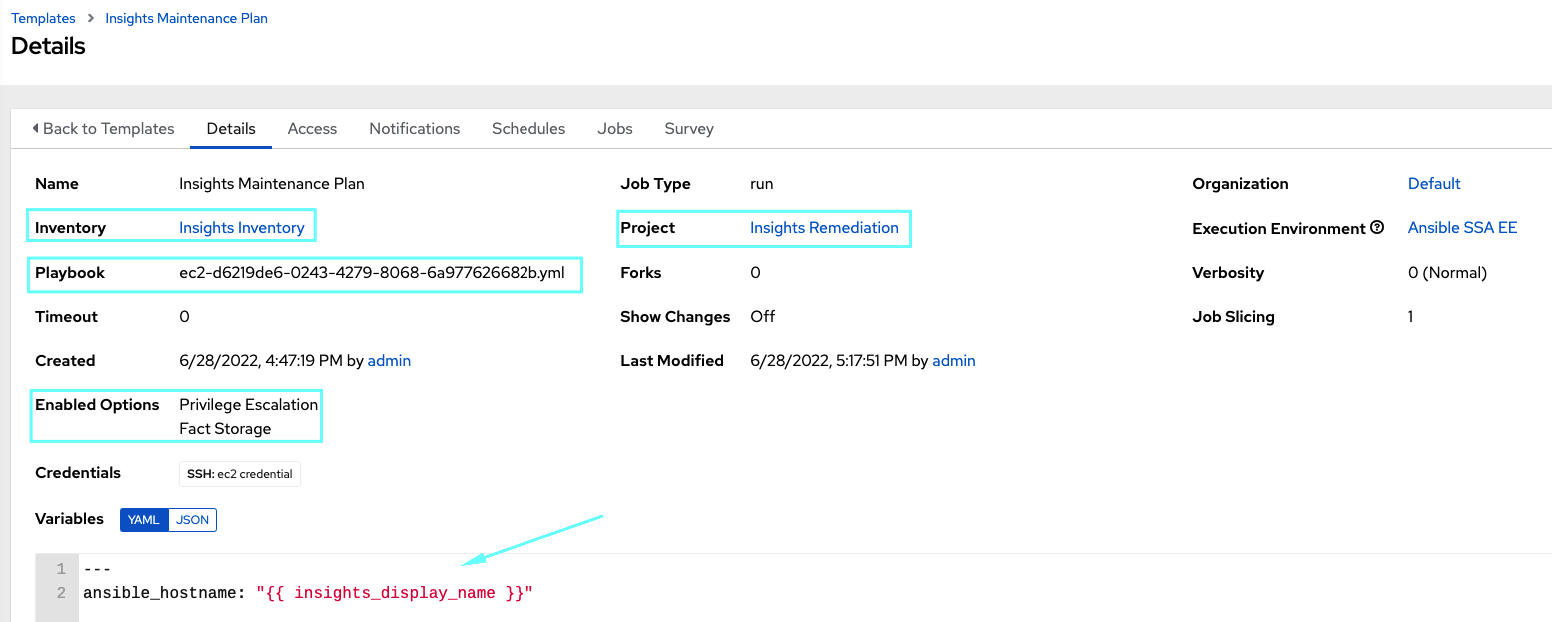 Templates > Insights Maintenance Plan
Details
Back to Templates Details Access Notifications Schedules Jobs Survey
Name Insights Maintenance Plan Job Type run Organization Default
Inventory Insights Inventory Project Insights Remediation Execution Environment Ansible SSA EE
Playbook ec2-d6219de6-0243-4279-8068-6a977626682b.yml Forks 0 Verbosity 0 (Normal)
Timeout 0 Show Changes Off Job Slicing 1
Created 6/28/2022, 4:47:19 PM by admin Last Modified 6/28/2022, 5:17:51 PM by admin
Enabled Options Privilege Escalation
Fact Storage
Credentials SSH: ec2 credential
Variables YAML JSON
1 ---
2 ansible_hostname: "{{ insights_display_name }}"